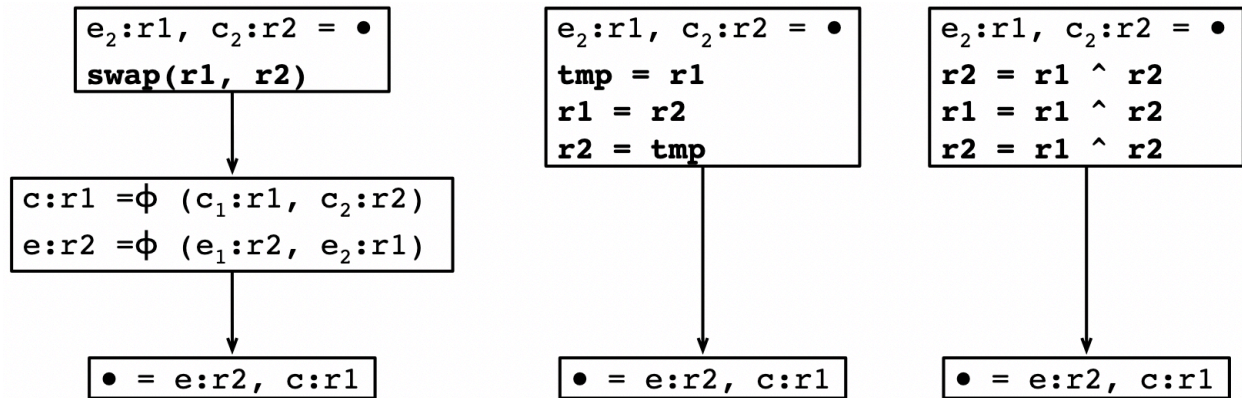 e₂:r1, c₂:r2 = ●
swap(r1, r2)
c:r1 =ϕ (c₁:r1, c₂:r2)
e:r2 =ϕ (e₁:r2, e₂:r1)
● = e:r2, c:r1
e₂:r1, c₂:r2 = ●
tmp = r1
r1 = r2
r2 = tmp
● = e:r2, c:r1
e₂:r1, c₂:r2 = ●
r2 = r1 ^ r2
r1 = r1 ^ r2
r2 = r1 ^ r2
● = e:r2, c:r1